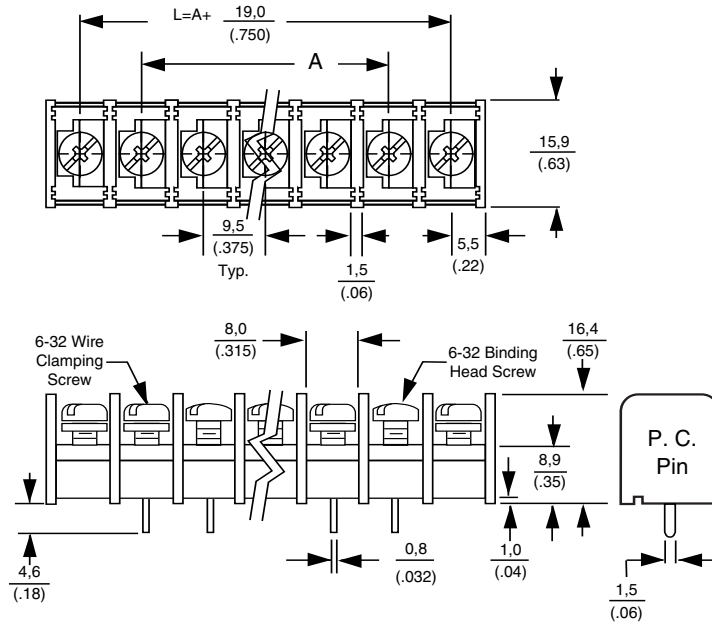 L=A+ 19,0
(.750)
A
15,9
(.63)
9,5
(.375)
Typ.
1,5
(.06)
5,5
(.22)
6-32 Wire
Clamping
Screw
8,0
(.315)
6-32 Binding
Head Screw
16,4
(.65)
8,9
(.35)
P. C.
Pin
4,6
(.18)
0,8
(.032)
1,0
(.04)
1,5
(.06)